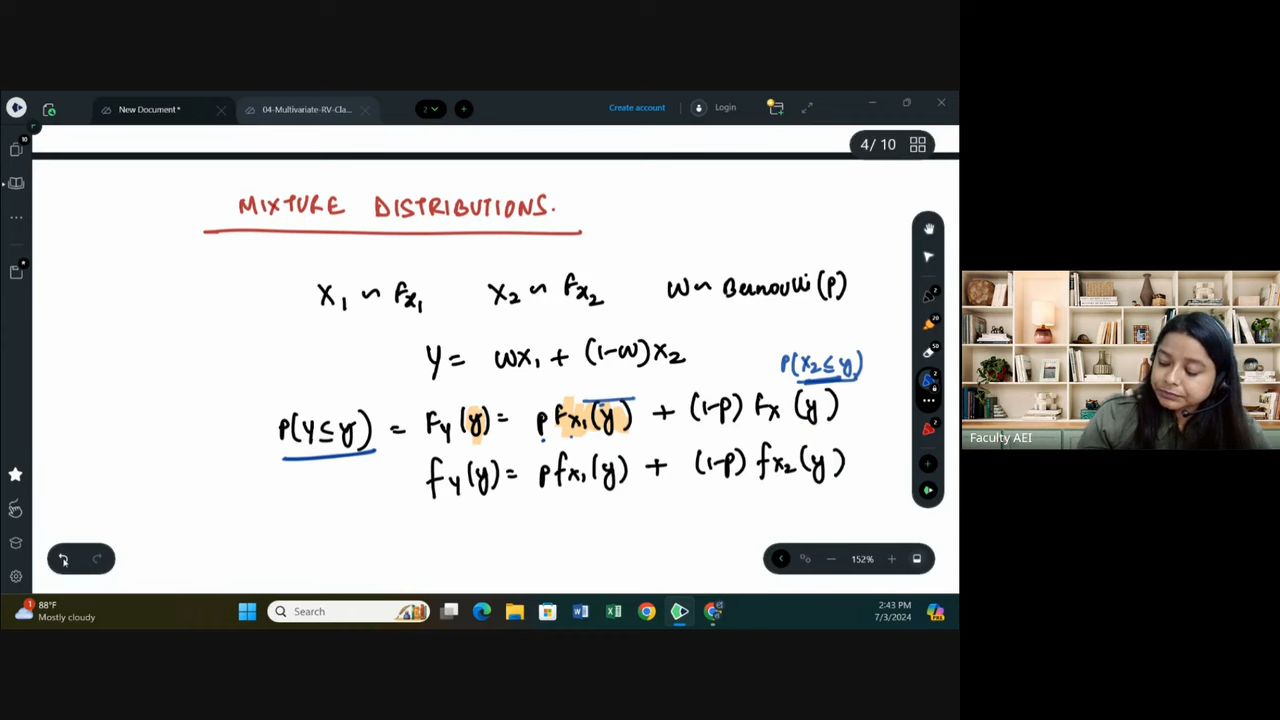 New Document*
04-Multivariate-RV-Cla...
2
Create account
Login
4/10
MIXTURE DISTRIBUTIONS.
X₁ ~ Fx₁ X₂ ~ Fx₂ W ~ Bernoulli (p)
Y = WX₁ + (1-W)X₂
P(X₂≤y)
P(Y≤y) = Fy(y) = p Fx₁(y) + (1-p) Fx(y)
fy(y) = p fx₁(y) + (1-p) fx₂(y)
152%
Faculty AEI
88°F
Mostly cloudy
Search
2:43 PM
7/3/2024